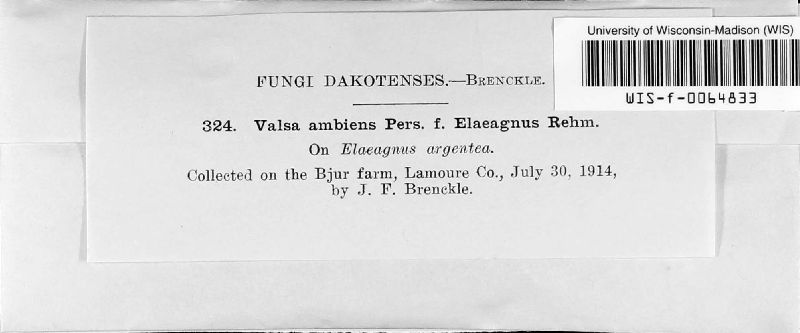 University of Wisconsin-Madison (WIS)
WIS-f-0064833
FUNGI DAKOTENSES.—BRENCKLE.
324. Valsa ambiens Pers. f. Elaeagnus Rehm.
On Elaeagnus argentea.
Collected on the Bjur farm, Lamoure Co., July 30, 1914,
by J. F. Brenckle.